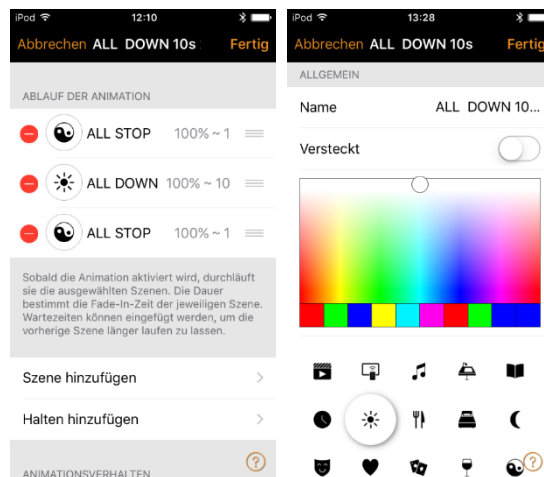 iPod 12:10
Abbrechen ALL DOWN 10s Fertig
ABLAUF DER ANIMATION
ALL STOP 100% ~ 1
ALL DOWN 100% ~ 10
ALL STOP 100% ~ 1
Sobald die Animation aktiviert wird, durchläuft
sie die ausgewählten Szenen. Die Dauer
bestimmt die Fade-In-Zeit der jeweiligen Szene.
Wartezeiten können eingefügt werden, um die
vorherige Szene länger laufen zu lassen.
Szene hinzufügen
Halten hinzufügen
?
ANIMATIONSVERHALTEN
iPod 13:28
Abbrechen ALL DOWN 10s Fertig
ALLGEMEIN
Name ALL DOWN 10...
Versteckt
?